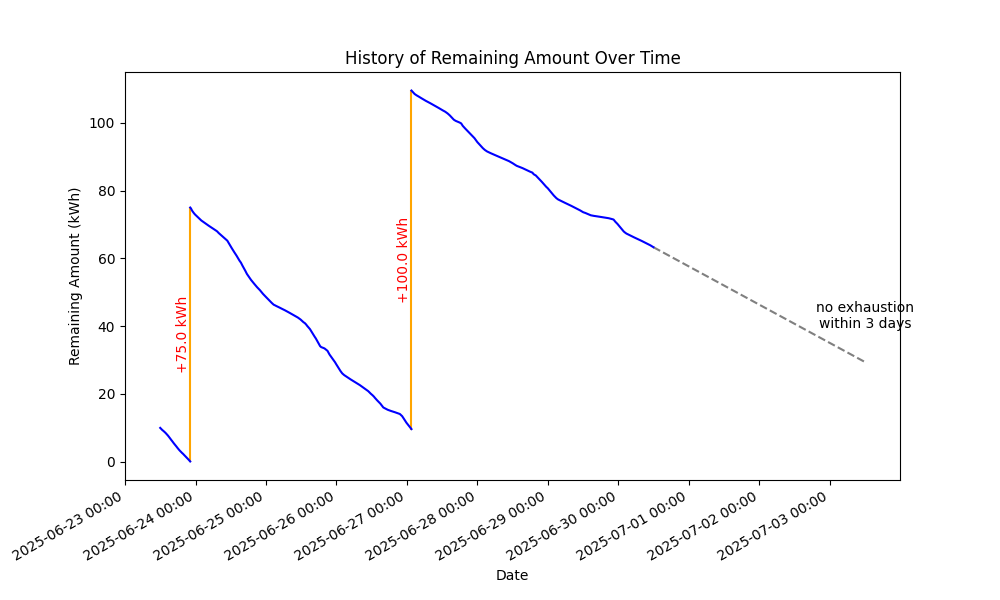 History of Remaining Amount Over Time
Remaining Amount (kWh)
100
80
60
40
20
0
+75.0 kWh
+100.0 kWh
no exhaustion
within 3 days
2025-06-23 00:00
2025-06-24 00:00
2025-06-25 00:00
2025-06-26 00:00
2025-06-27 00:00
2025-06-28 00:00
2025-06-29 00:00
2025-06-30 00:00
2025-07-01 00:00
2025-07-02 00:00
2025-07-03 00:00
Date